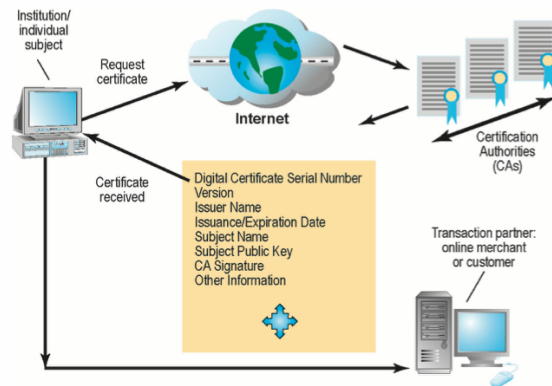 Institution/
individual
subject
Request
certificate
Internet
Certification
Authorities
(CAs)
Certificate
received
Digital Certificate Serial Number
Version
Issuer Name
Issuance/Expiration Date
Subject Name
Subject Public Key
CA Signature
Other Information
Transaction partner:
online merchant
or customer